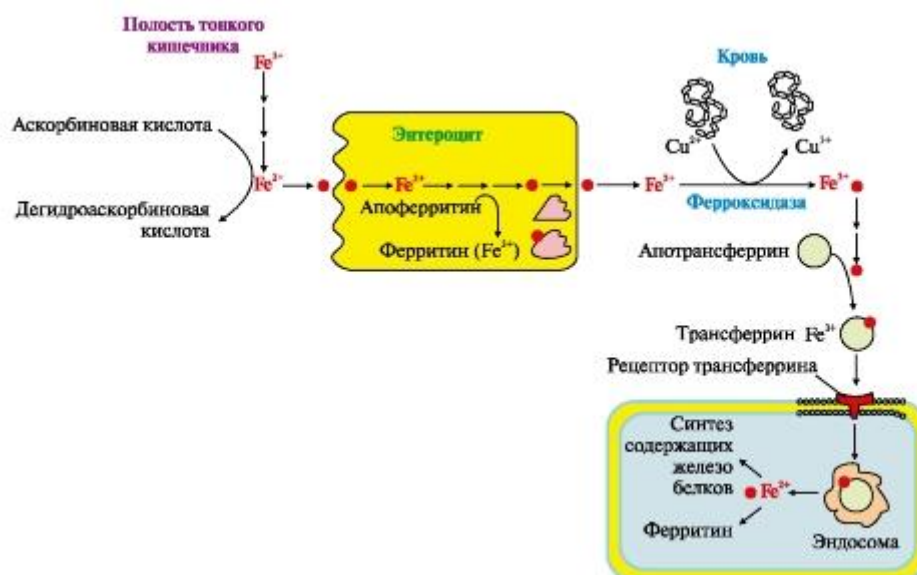 Полость тонкого
кишечника
Fe³⁺
Аскорбиновая кислота
Fe²⁺
Дегидроаскорбиновая
кислота
Энтероцит
Fe²⁺
Апоферритин
Ферритин (Fe³⁺)
Кровь
Cu²⁺
Cu¹⁺
Fe²⁺
Fe³⁺
Ферроксидаза
Апотрансферрин
Трансферрин Fe³⁺
Рецептор трансферрина
Синтез
содержащих
железо
белков
Fe²⁺
Ферритин
Эндосома